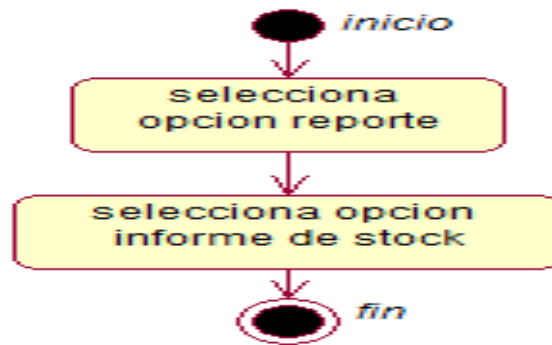 inicio
selecciona
opcion reporte
selecciona opcion
informe de stock
fin